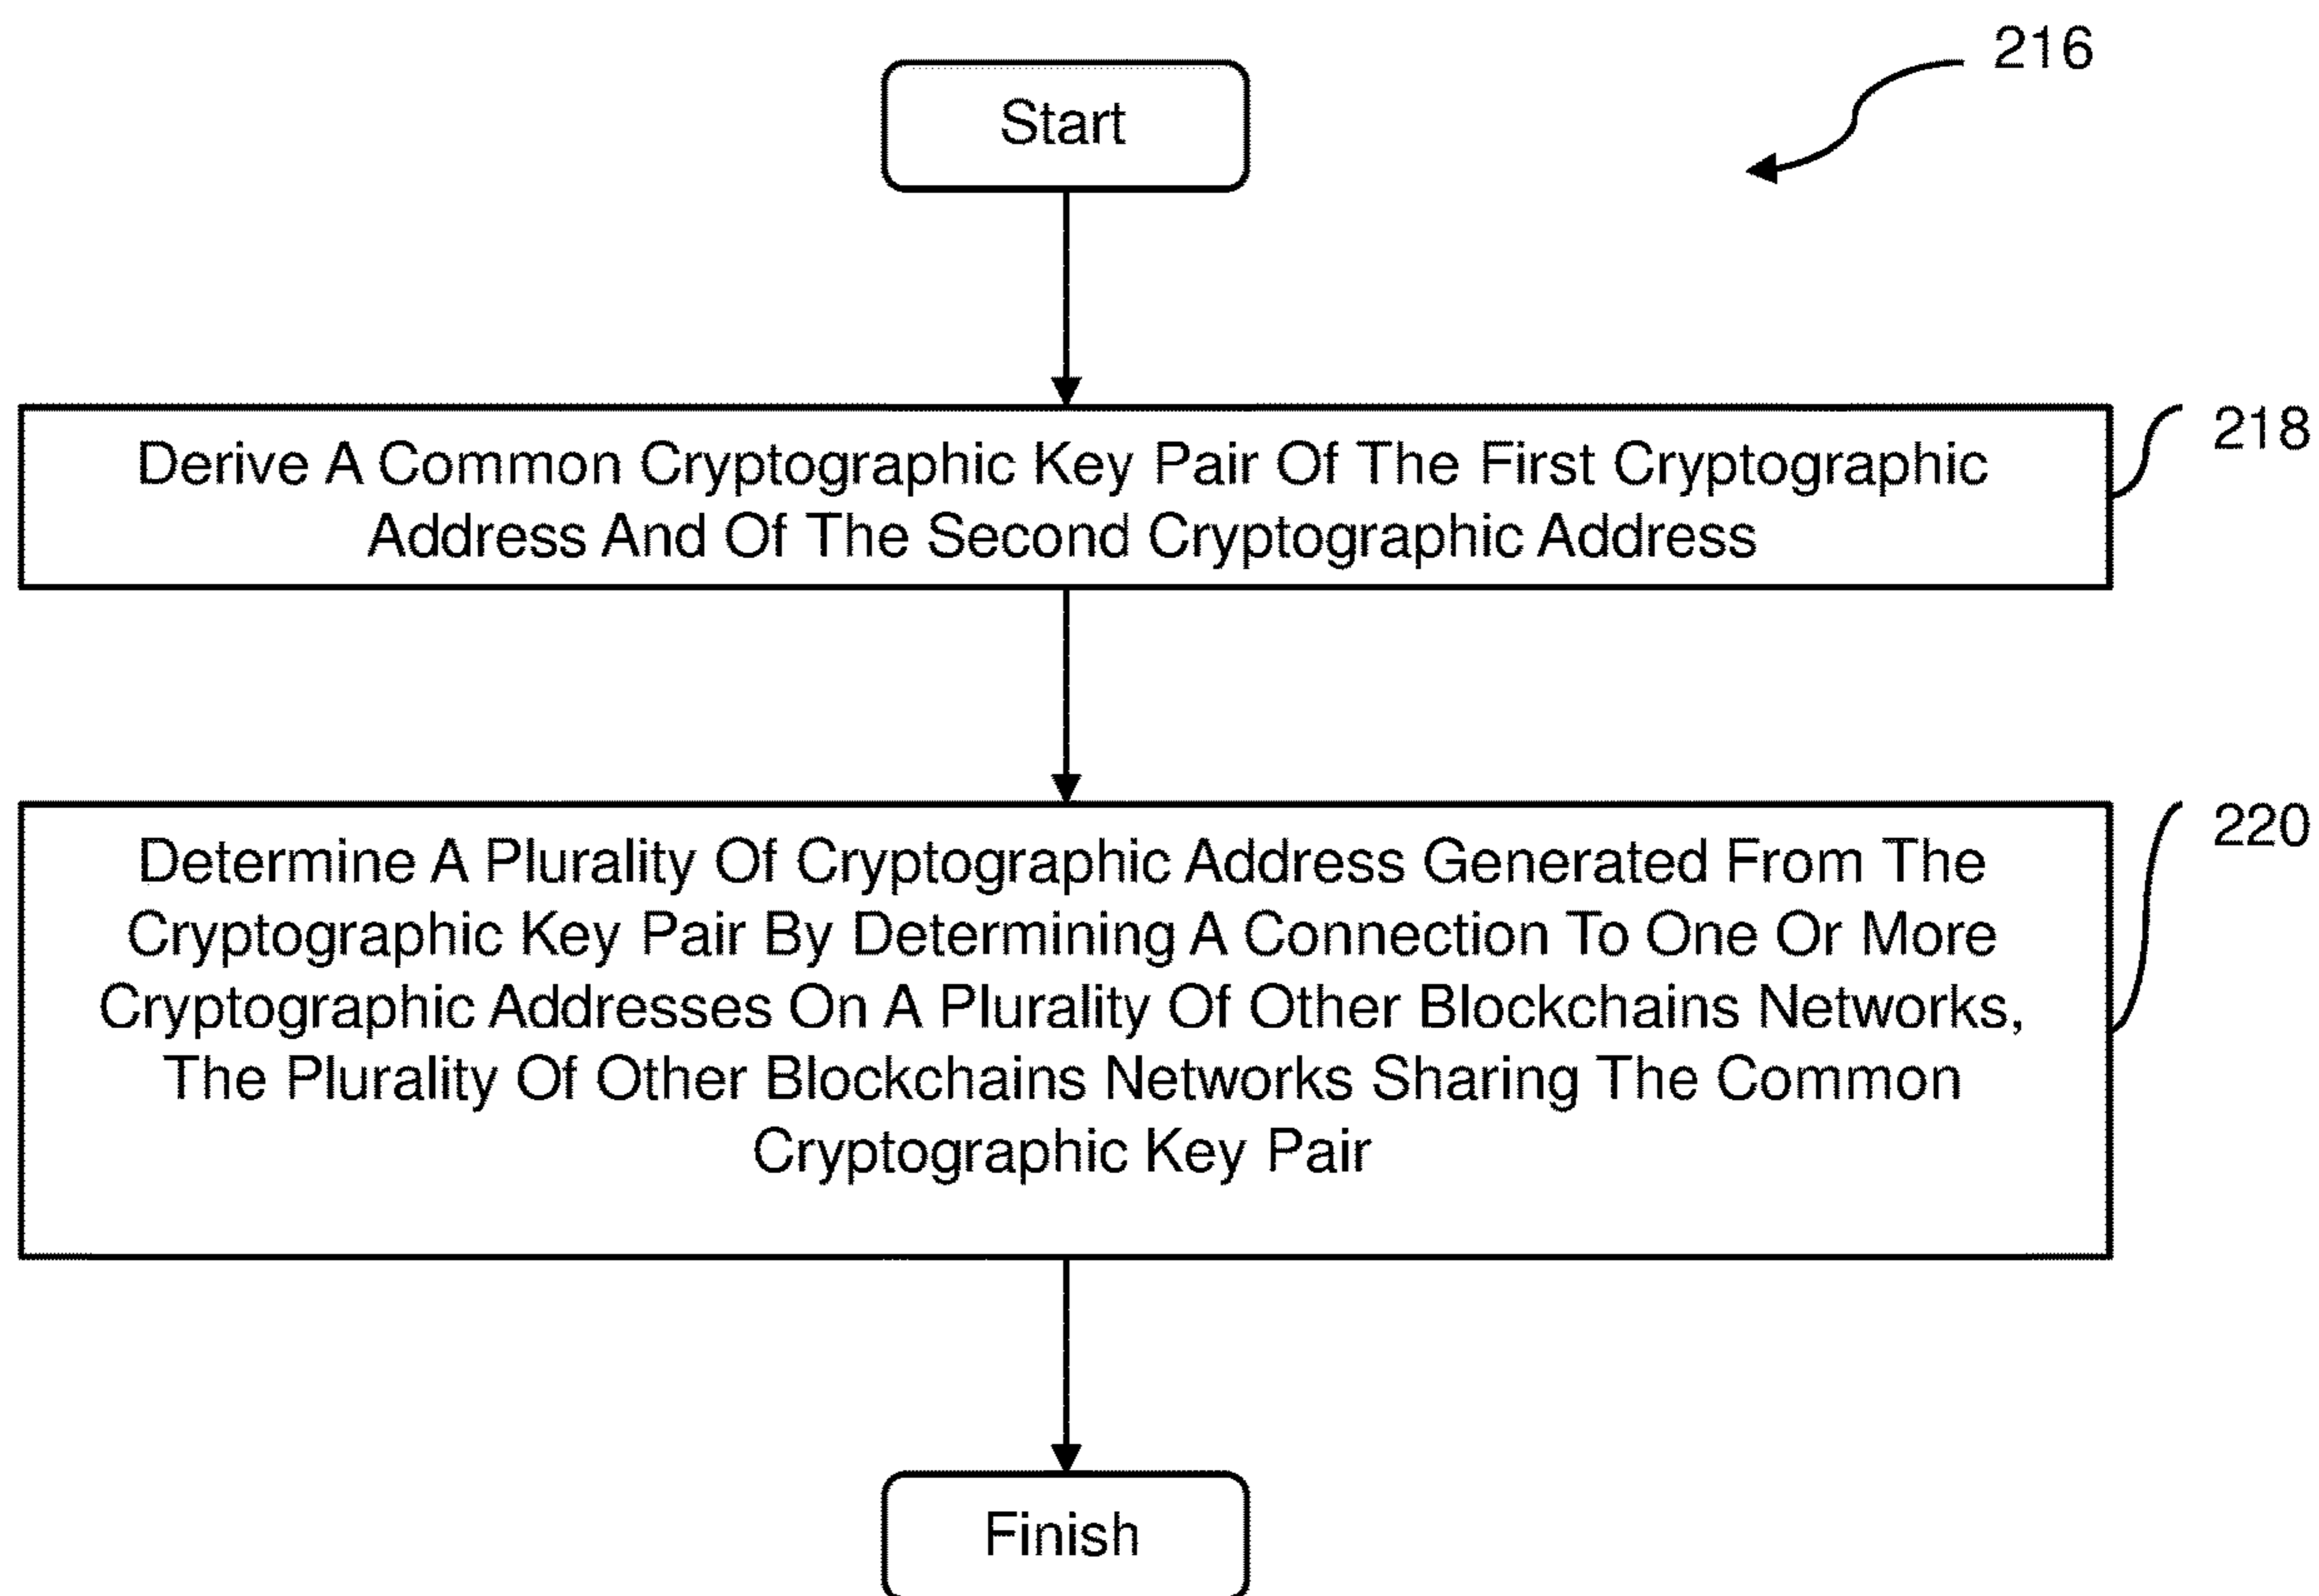 216
Start
218
Derive A Common Cryptographic Key Pair Of The First Cryptographic
Address And Of The Second Cryptographic Address
220
Determine A Plurality Of Cryptographic Address Generated From The
Cryptographic Key Pair By Determining A Connection To One Or More
Cryptographic Addresses On A Plurality Of Other Blockchains Networks,
The Plurality Of Other Blockchains Networks Sharing The Common
Cryptographic Key Pair
Finish